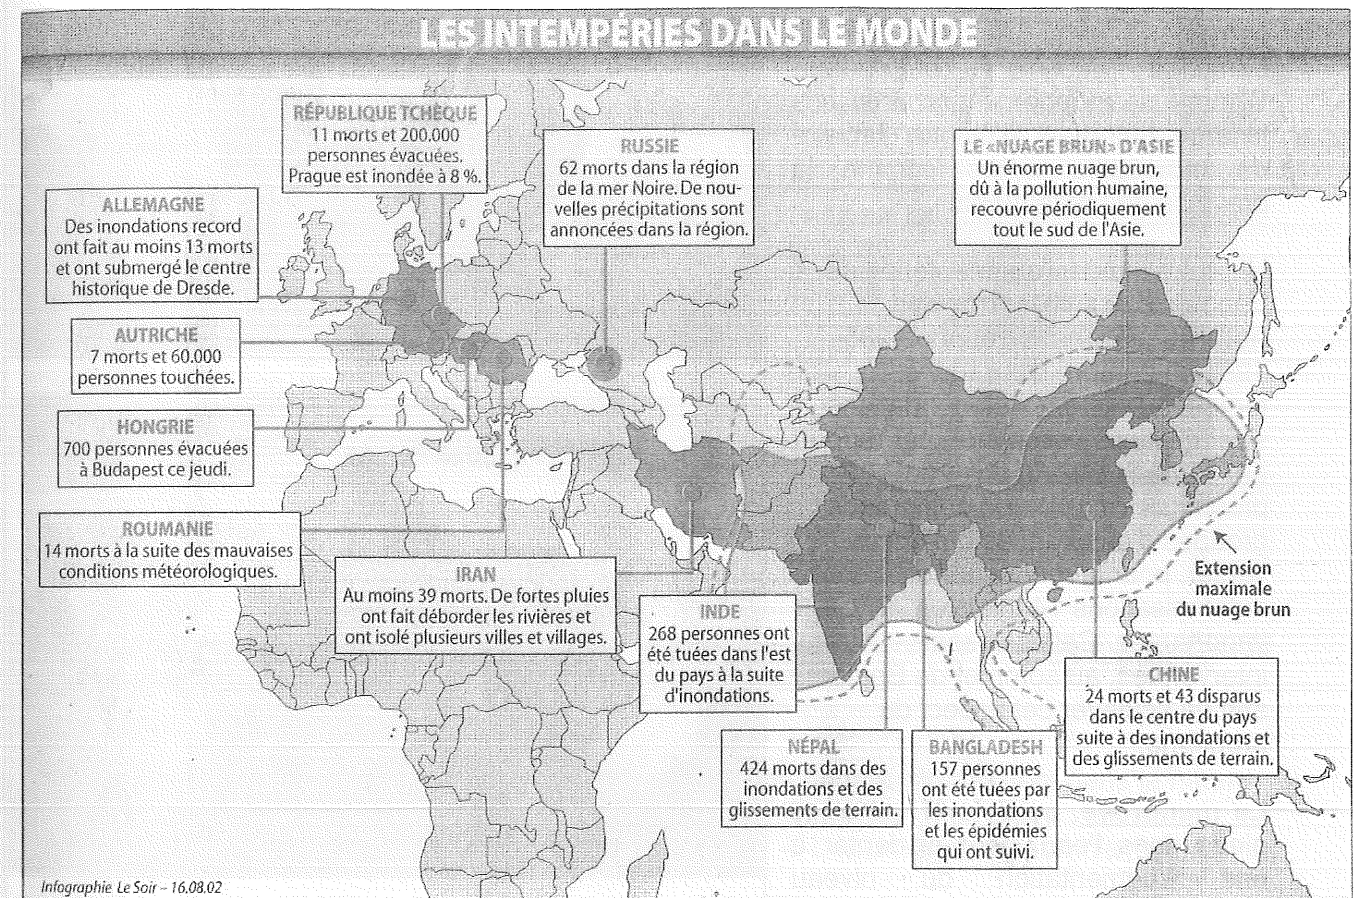 LES INTEMPÉRIES DANS LE MONDE
RÉPUBLIQUE TCHÈQUE
11 morts et 200.000
personnes évacuées.
Prague est inondée à 8 %.
RUSSIE
62 morts dans la région
de la mer Noire. De nou-
velles précipitations sont
annoncées dans la région.
LE «NUAGE BRUN» D'ASIE
Un énorme nuage brun,
dû à la pollution humaine,
recouvre périodiquement
tout le sud de l'Asie.
ALLEMAGNE
Des inondations record
ont fait au moins 13 morts
et ont submergé le centre
historique de Dresde.
AUTRICHE
7 morts et 60.000
personnes touchées.
HONGRIE
700 personnes évacuées
à Budapest ce jeudi.
ROUMANIE
14 morts à la suite des mauvaises
conditions météorologiques.
IRAN
Au moins 39 morts. De fortes pluies
ont fait déborder les rivières et
ont isolé plusieurs villes et villages.
INDE
268 personnes ont
été tuées dans l'est
du pays à la suite
d'inondations.
Extension
maximale
du nuage brun
CHINE
24 morts et 43 disparus
dans le centre du pays
suite à des inondations et
des glissements de terrain.
NÉPAL
424 morts dans des
inondations et des
glissements de terrain.
BANGLADESH
157 personnes
ont été tuées par
les inondations
et les épidémies
qui ont suivi.
Infographie Le Soir – 16.08.02